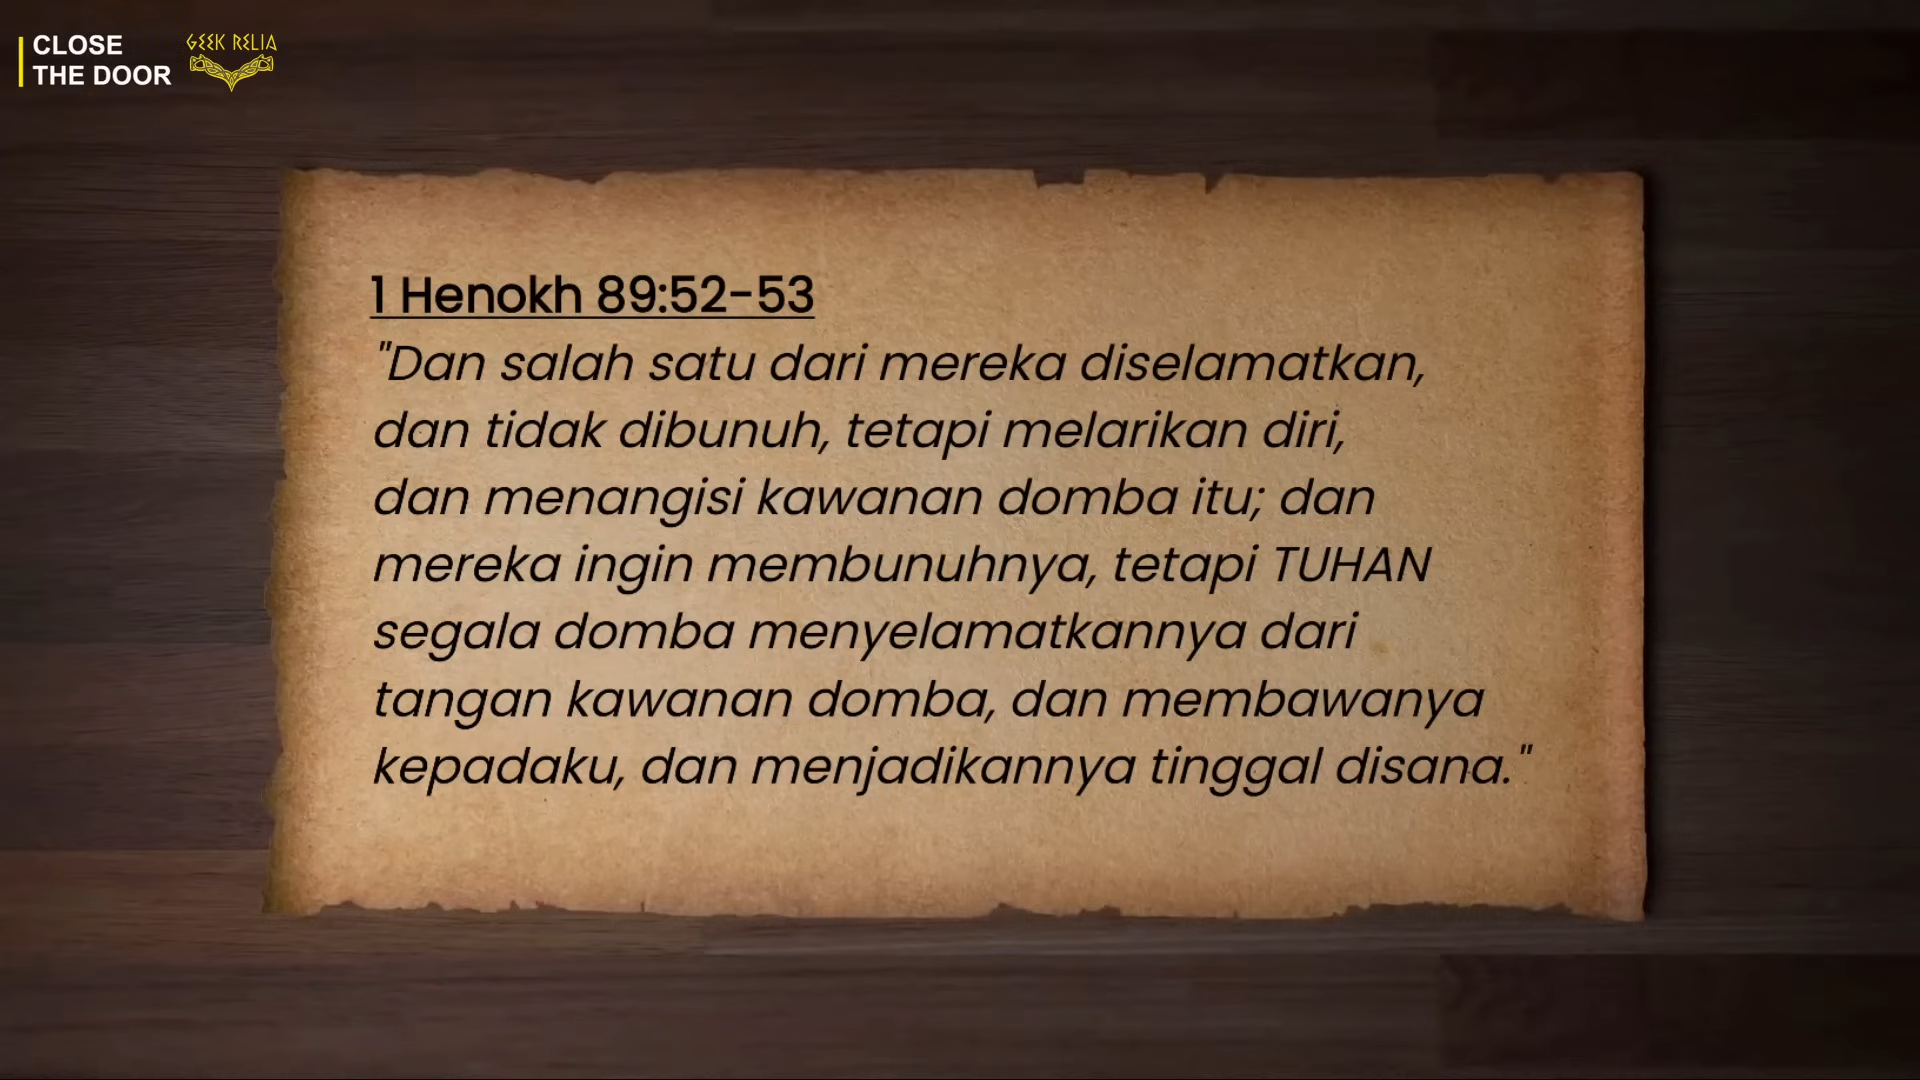 CLOSE
THE DOOR
GEEK RELIA
1 Henokh 89:52-53
"Dan salah satu dari mereka diselamatkan,
dan tidak dibunuh, tetapi melarikan diri,
dan menangisi kawanan domba itu; dan
mereka ingin membunuhnya, tetapi TUHAN
segala domba menyelamatkannya dari
tangan kawanan domba, dan membawanya
kepadaku, dan menjadikannya tinggal disana."